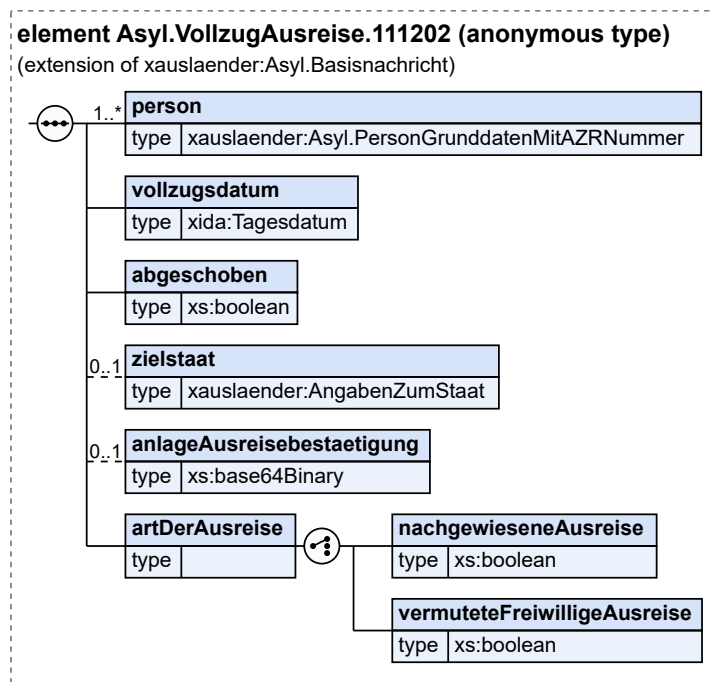 element Asyl.VollzugAusreise.111202 (anonymous type)
(extension of xauslaender:Asyl.Basisnachricht)
1..* person
type xauslaender:Asyl.PersonGrunddatenMitAZRNummer
vollzugsdatum
type xida:Tagesdatum
abgeschoben
type xs:boolean
0..1 zielstaat
type xauslaender:AngabenZumStaat
0..1 anlageAusreisebestaetigung
type xs:base64Binary
artDerAusreise
type
nachgewieseneAusreise
type xs:boolean
vermuteteFreiwilligeAusreise
type xs:boolean